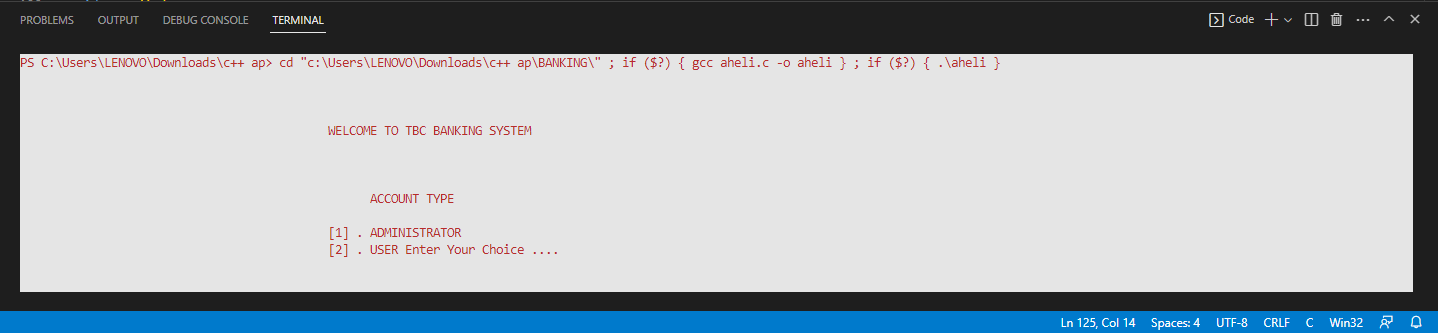 PROBLEMS OUTPUT DEBUG CONSOLE TERMINAL Code
PS C:\Users\LENOVO\Downloads\c++ ap> cd "c:\Users\LENOVO\Downloads\c++ ap\BANKING\" ; if ($?) { gcc aheli.c -o aheli } ; if ($?) { .\aheli }
WELCOME TO TBC BANKING SYSTEM
ACCOUNT TYPE
[1] . ADMINISTRATOR
[2] . USER Enter Your Choice ....
Ln 125, Col 14 Spaces: 4 UTF-8 CRLF C Win32